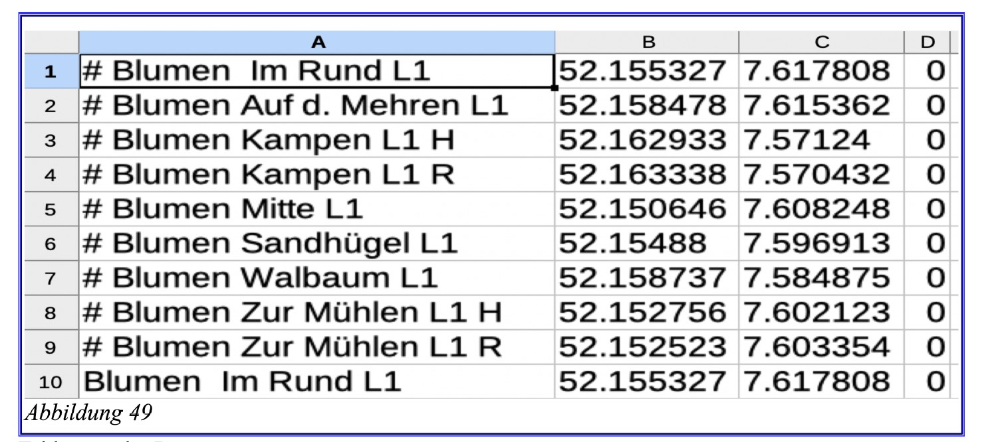 A B C D
1 # Blumen  Im Rund L1 52.155327 7.617808 0
2 # Blumen Auf d. Mehren L1 52.158478 7.615362 0
3 # Blumen Kampen L1 H 52.162933 7.57124 0
4 # Blumen Kampen L1 R 52.163338 7.570432 0
5 # Blumen Mitte L1 52.150646 7.608248 0
6 # Blumen Sandhügel L1 52.15488 7.596913 0
7 # Blumen Walbaum L1 52.158737 7.584875 0
8 # Blumen Zur Mühlen L1 H 52.152756 7.602123 0
9 # Blumen Zur Mühlen L1 R 52.152523 7.603354 0
10 Blumen  Im Rund L1 52.155327 7.617808 0
Abbildung 49